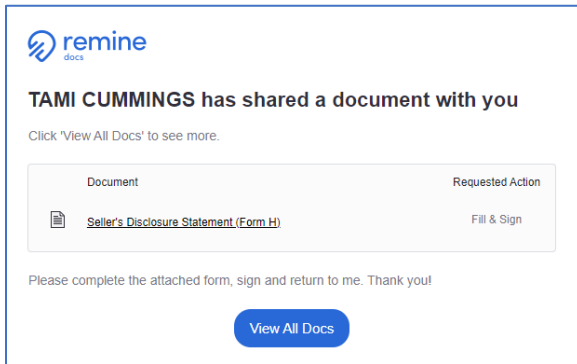 remine
docs
TAMI CUMMINGS has shared a document with you
Click 'View All Docs' to see more.
Document Requested Action
Seller's Disclosure Statement (Form H) Fill & Sign
Please complete the attached form, sign and return to me. Thank you!
View All Docs